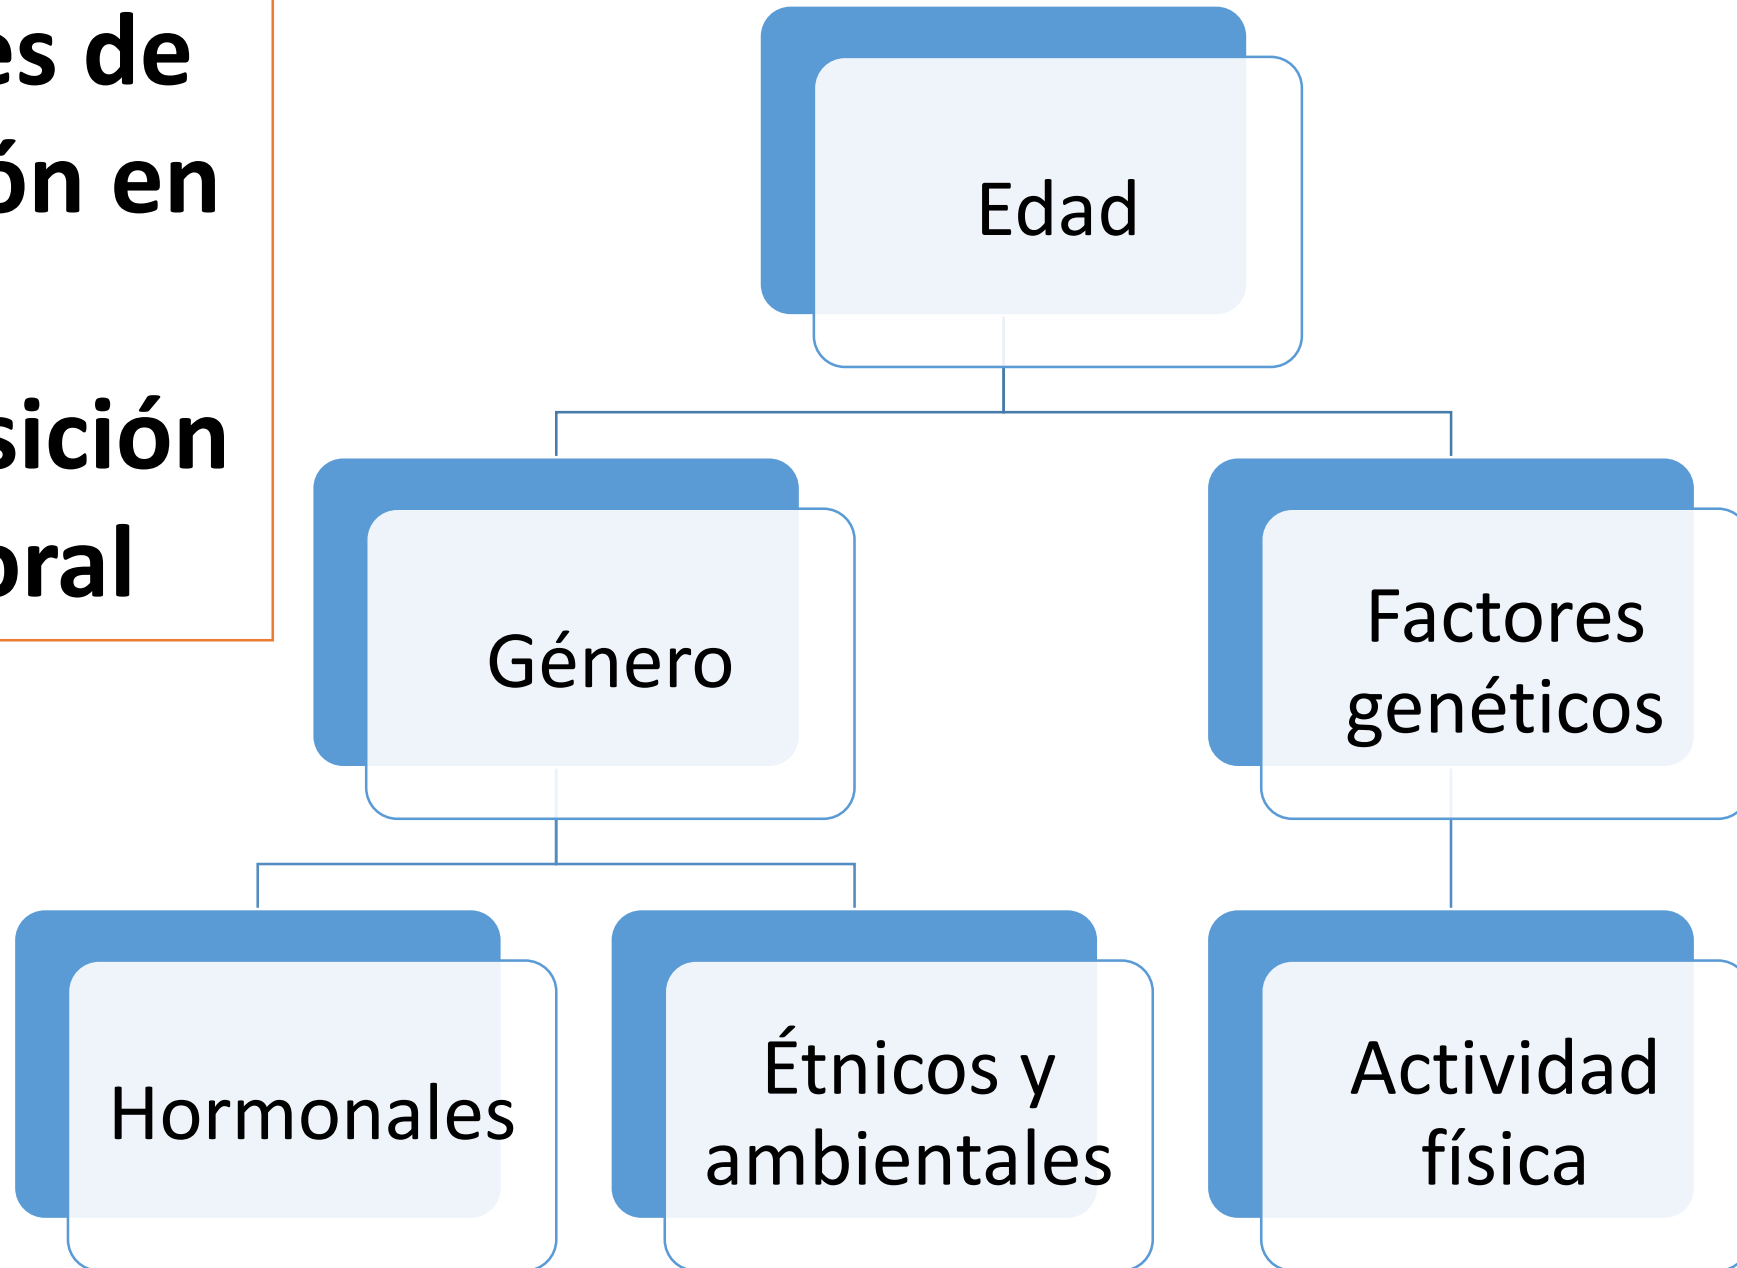 es de
ón en
sición
oral
Edad
Género
Factores
genéticos
Hormonales
Étnicos y
ambientales
Actividad
física